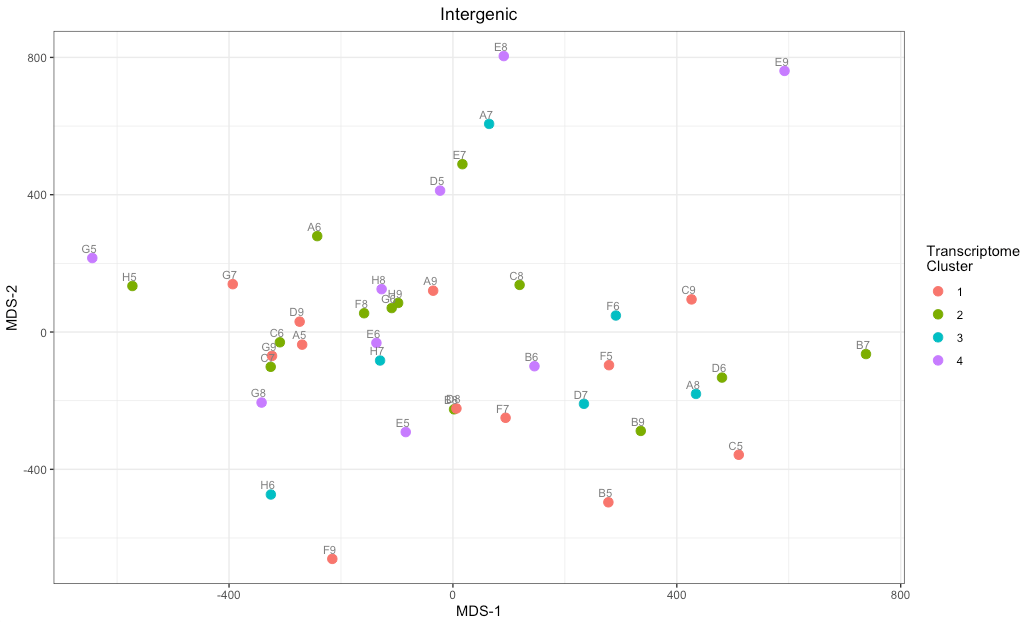 Intergenic
E8
E9
800
A7
E7
D5
400
A6
G5
H5
G7
H8
H9
A9
C8
C9
F8
F6
D9
C6
A5
E6
0
G9
H7
B6
F5
B7
D6
G8
D8
F7
D7
A8
E5
B9
C5
-400
H6
B5
F9
-400
0
400
800
MDS-1
MDS-2
Transcriptome
Cluster
1
2
3
4